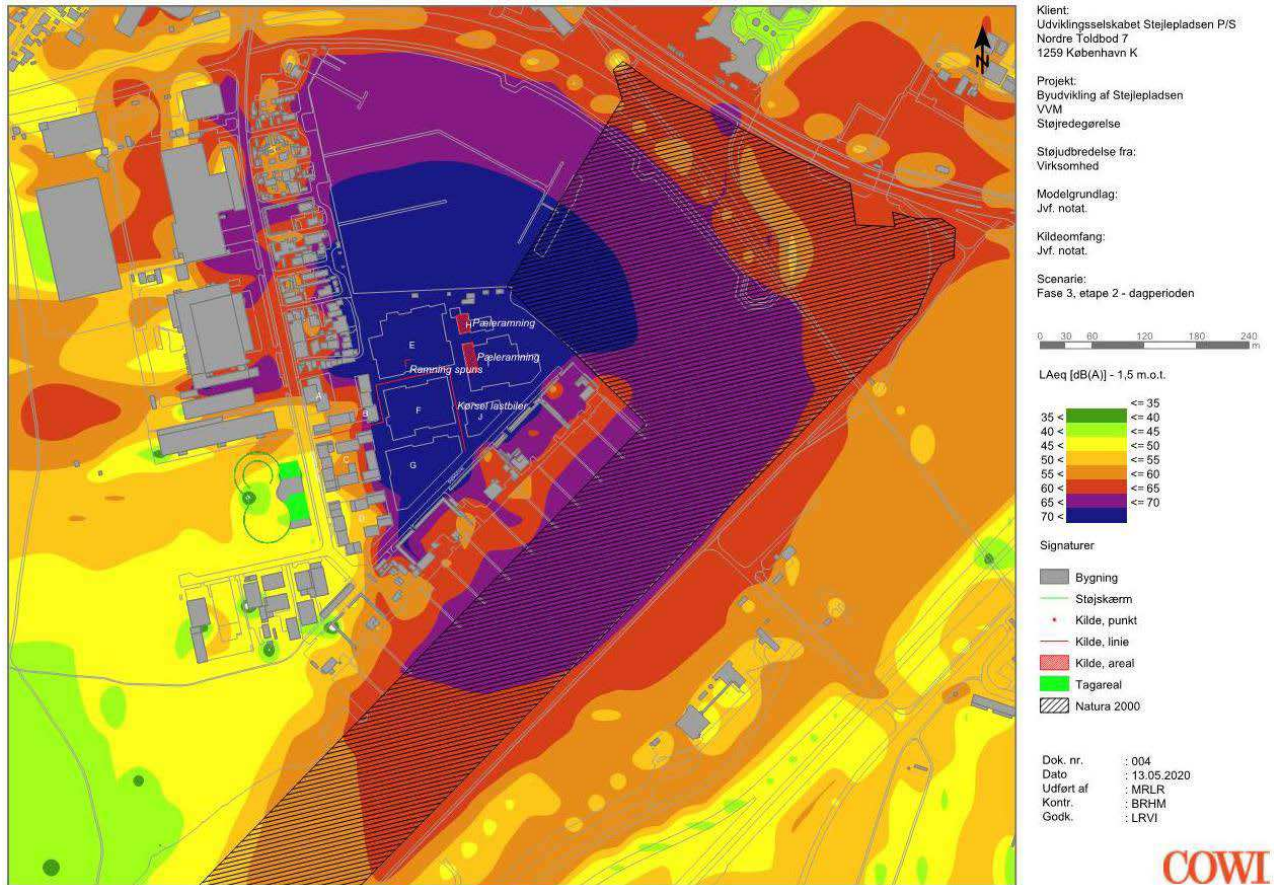 Klient:
Udviklingsselskabet Stejlepladsen P/S
Nordre Toldbod 7
1259 København K
Projekt:
Byudvikling af Stejlepladsen
VVM
Støjredegørelse
Støjudbredelse fra:
Virksomhed
Modelgrundlag:
Jvf. notat.
Kildeomfang:
Jvf. notat.
Scenarie:
Fase 3, etape 2 - dagperioden
0 30 60 120 180 240
m
LAeq [dB(A)] - 1,5 m.o.t.
<= 35
35 < <= 40
40 < <= 45
45 < <= 50
50 < <= 55
55 < <= 60
60 < <= 65
65 < <= 70
70 <
Signaturer
Bygning
Støjskærm
Kilde, punkt
Kilde, linie
Kilde, areal
Tagareal
Natura 2000
Dok. nr. : 004
Dato : 13.05.2020
Udført af : MRLR
Kontr. : BRHM
Godk. : LRVI
COWI
N
H Pæleramning
E
Pæleramning
Ramning spuns
A
B
F
Kørsel lastbiler
J
C
G
D